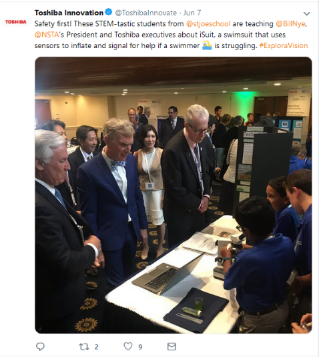 Toshiba Innovation @ToshibaInnovate · Jun 7
TOSHIBA
Safety first! These STEM-tastic students from @stjoeschool are teaching @BillNye,
@NSTA's President and Toshiba executives about iSuit, a swimsuit that uses
sensors to inflate and signal for help if a swimmer 🏊 is struggling. #ExploraVision
2
9